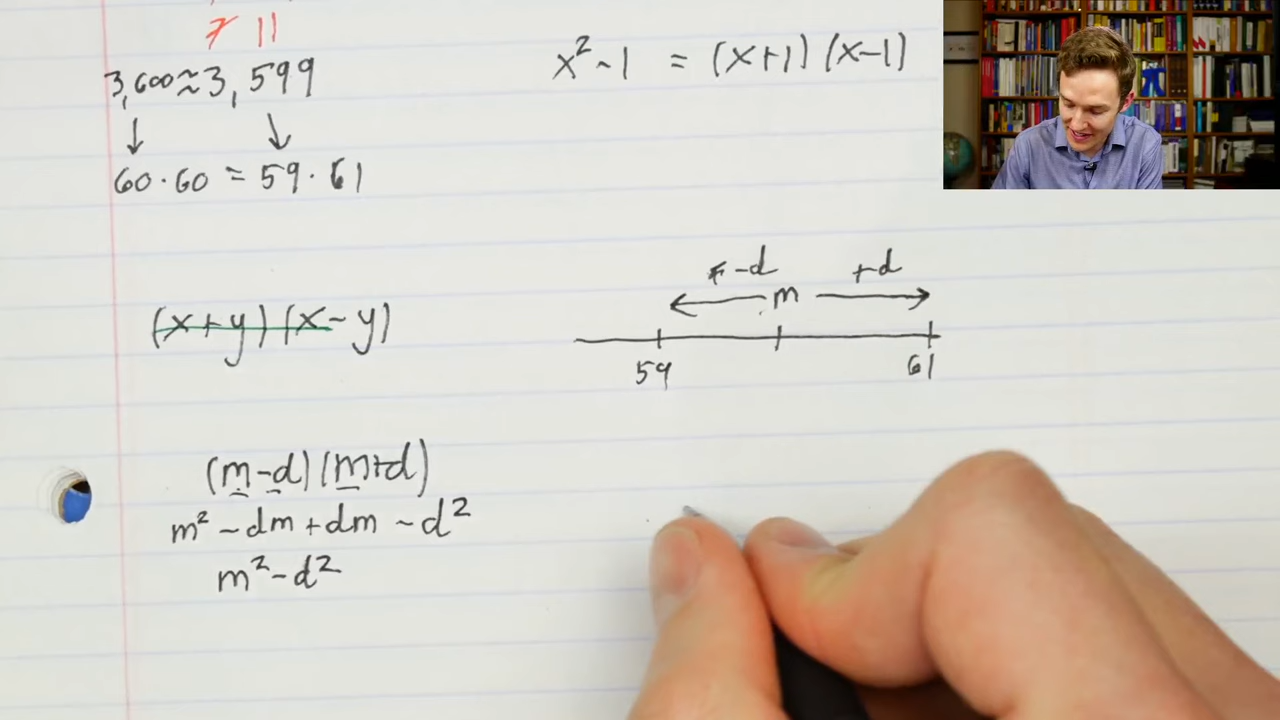 7 11
3,600≈3,599
↓ ↘
60·60 = 59·61
x² - 1 = (x+1)(x-1)
(x+y)(x-y)
-d m +d
59 61
(m-d)(m+d)
m² - dm + dm - d²
m² - d²